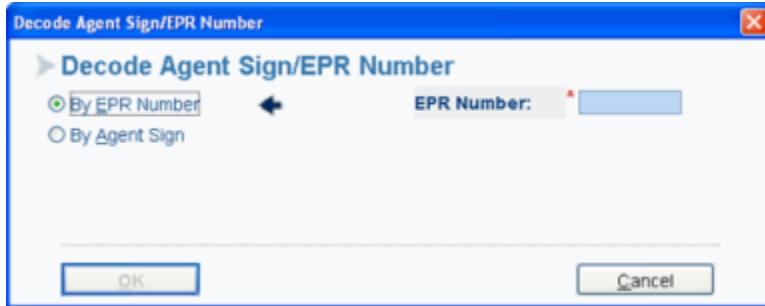 Decode Agent Sign/EPR Number
Decode Agent Sign/EPR Number
By EPR Number
EPR Number: *
By Agent Sign
OK
Cancel